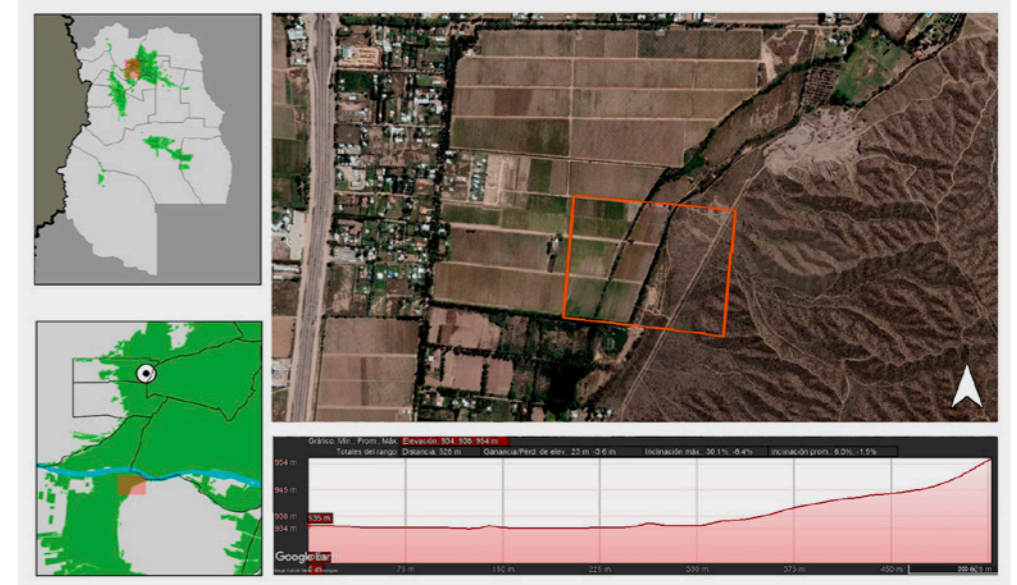 Gráfico: Mín., Prom., Máx. Elevación: 934, 938, 954 m
Totales del rango: Distancia: 528 m Ganancia/Pérd. de elev.: 23 m, -3.6 m Inclinación máx.: 30.1%, -8.4% Inclinación prom.: 6.0%, -1.5%
954 m
945 m
938 m
935 m
934 m
Google Earth
75 m 150 m 225 m 300 m 375 m 450 m